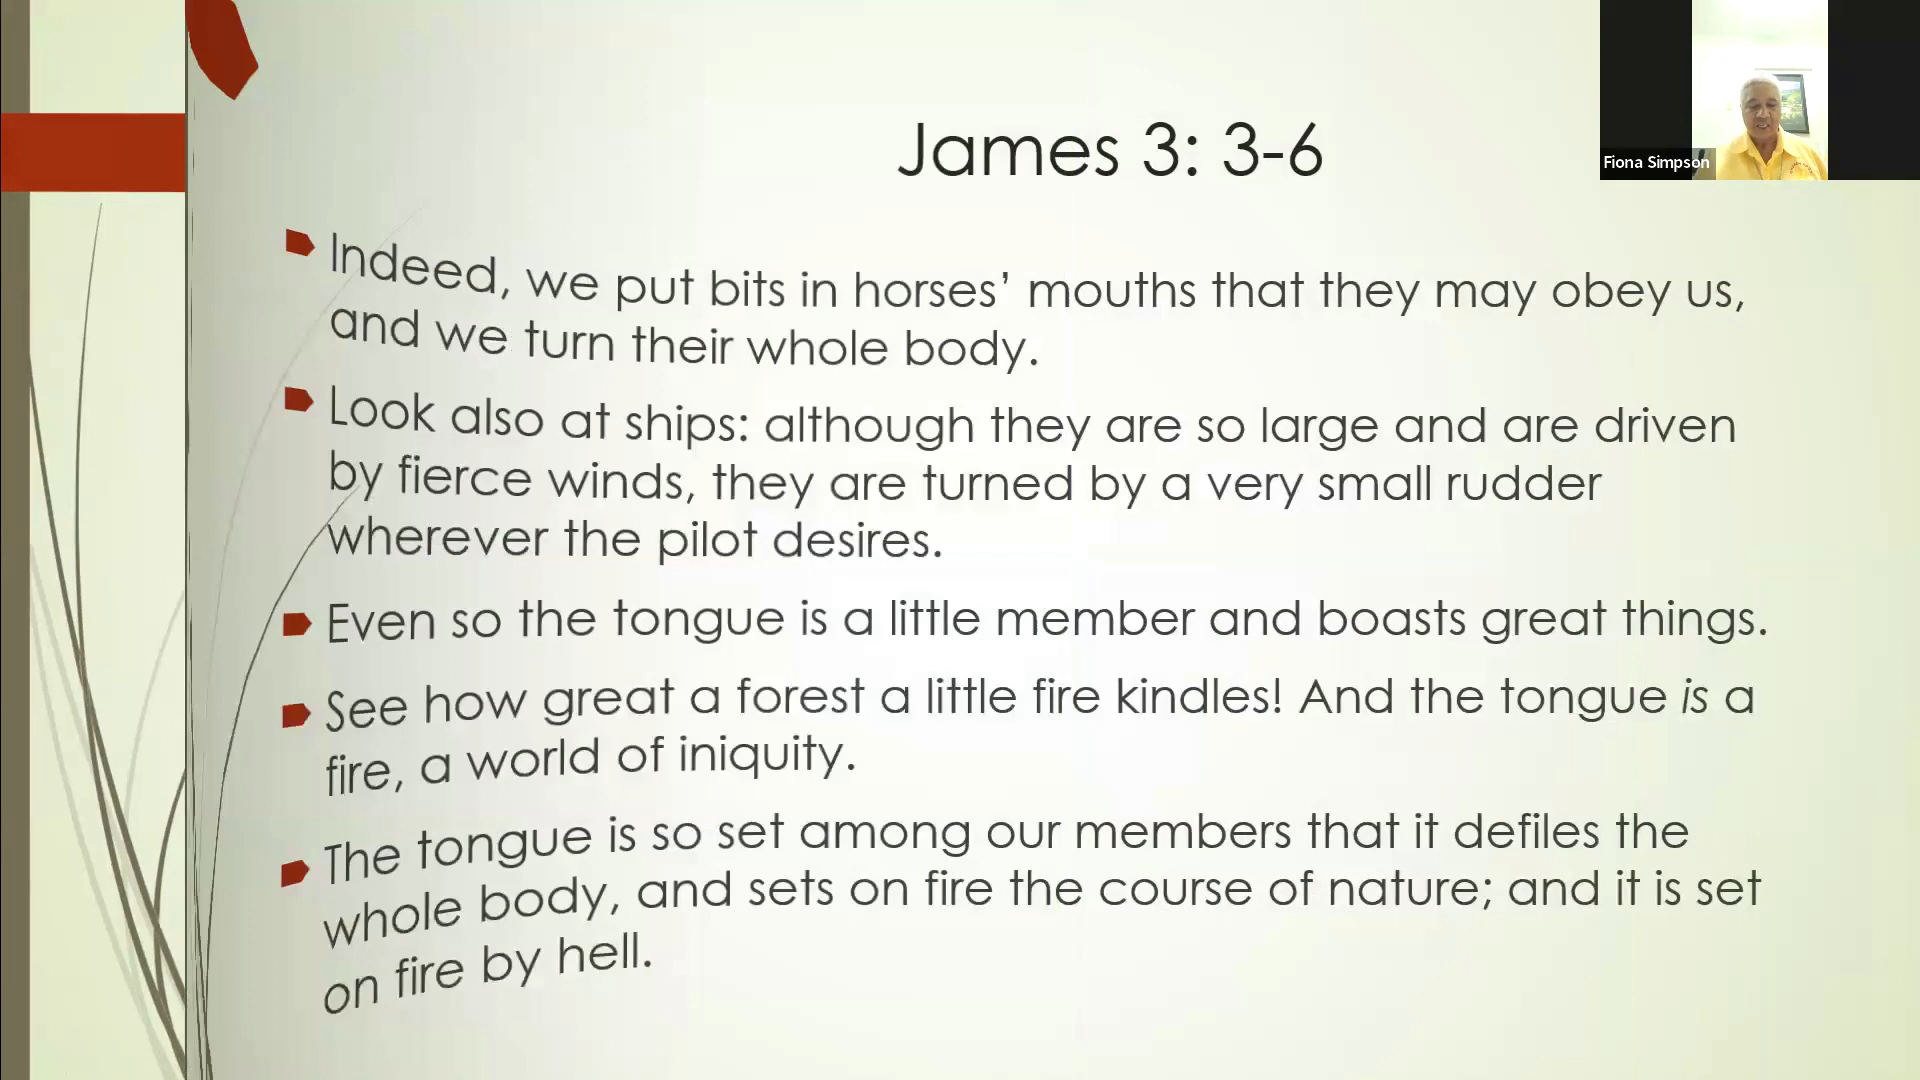 James 3: 3-6
Fiona Simpson
Indeed, we put bits in horses’ mouths that they may obey us,
and we turn their whole body.
Look also at ships: although they are so large and are driven
by fierce winds, they are turned by a very small rudder
wherever the pilot desires.
Even so the tongue is a little member and boasts great things.
See how great a forest a little fire kindles! And the tongue is a
fire, a world of iniquity.
The tongue is so set among our members that it defiles the
whole body, and sets on fire the course of nature; and it is set
on fire by hell.